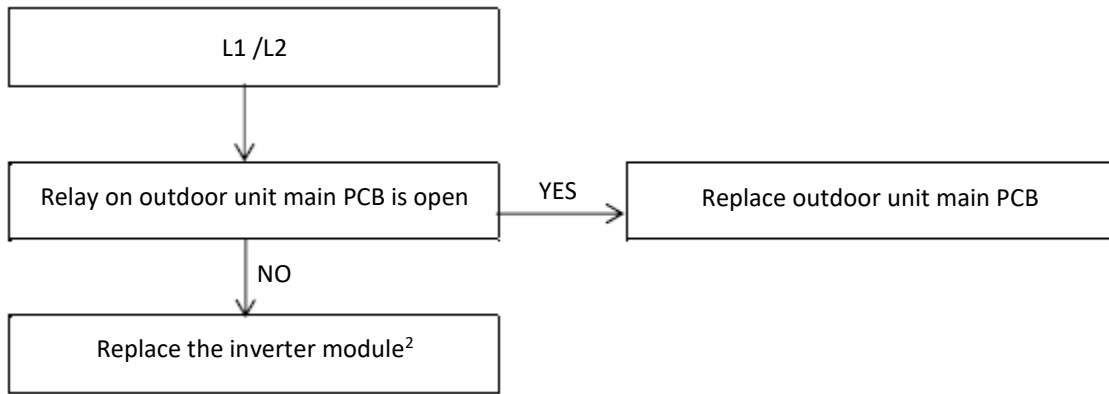 L1 /L2
Relay on outdoor unit main PCB is open
YES
Replace outdoor unit main PCB
NO
Replace the inverter module²